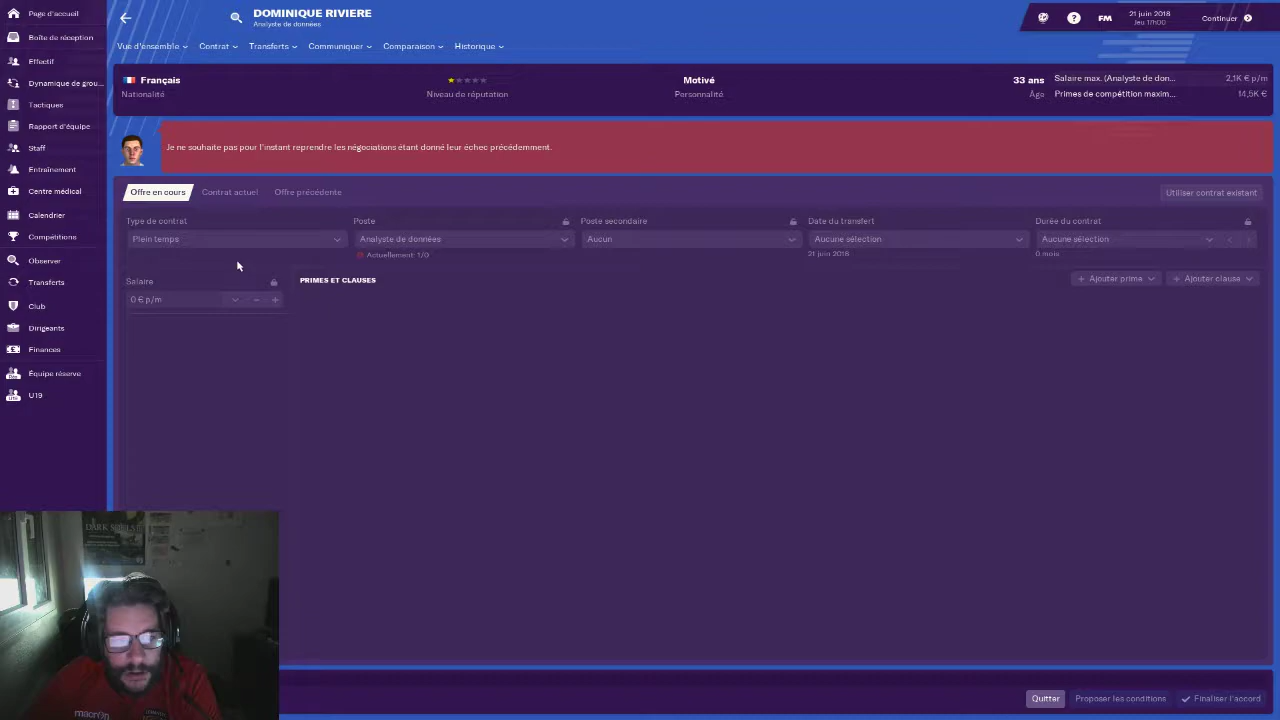 Page d'accueil
Boîte de réception
Effectif
Dynamique de grou...
Tactiques
Rapport d'équipe
Staff
Entraînement
Centre médical
Calendrier
Compétitions
Observer
Transferts
Club
Dirigeants
Finances
Équipe réserve
U19
DOMINIQUE RIVIERE
Analyste de données
FM
21 juin 2018
Jeu 17h00
Continuer
Vue d'ensemble
Contrat
Transferts
Communiquer
Comparaison
Historique
Français
Nationalité
Niveau de réputation
Motivé
Personnalité
33 ans
Âge
Salaire max. (Analyste de don...
2,1K € p/m
Primes de compétition maxim...
14,5K €
Je ne souhaite pas pour l'instant reprendre les négociations étant donné leur échec précédemment.
Offre en cours
Contrat actuel
Offre précédente
Utiliser contrat existant
Type de contrat
Plein temps
Poste
Analyste de données
Actuellement: 1/0
Poste secondaire
Aucun
Date du transfert
Aucune sélection
21 juin 2018
Durée du contrat
Aucune sélection
0 mois
Salaire
0 € p/m
PRIMES ET CLAUSES
Ajouter prime
Ajouter clause
macron
Quitter
Proposer les conditions
Finaliser l'accord